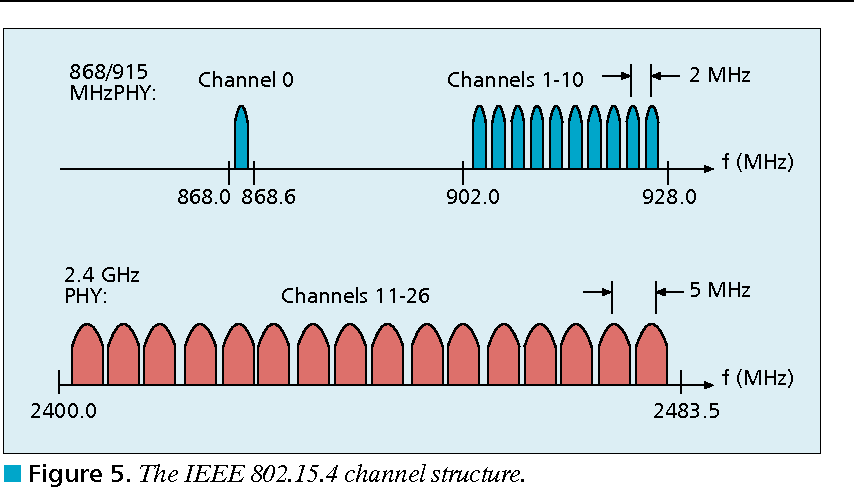 868/915
MHzPHY:
Channel 0
Channels 1-10
2 MHz
f (MHz)
868.0 868.6
902.0
928.0
2.4 GHz
PHY:
Channels 11-26
5 MHz
f (MHz)
2400.0
2483.5
Figure 5. The IEEE 802.15.4 channel structure.